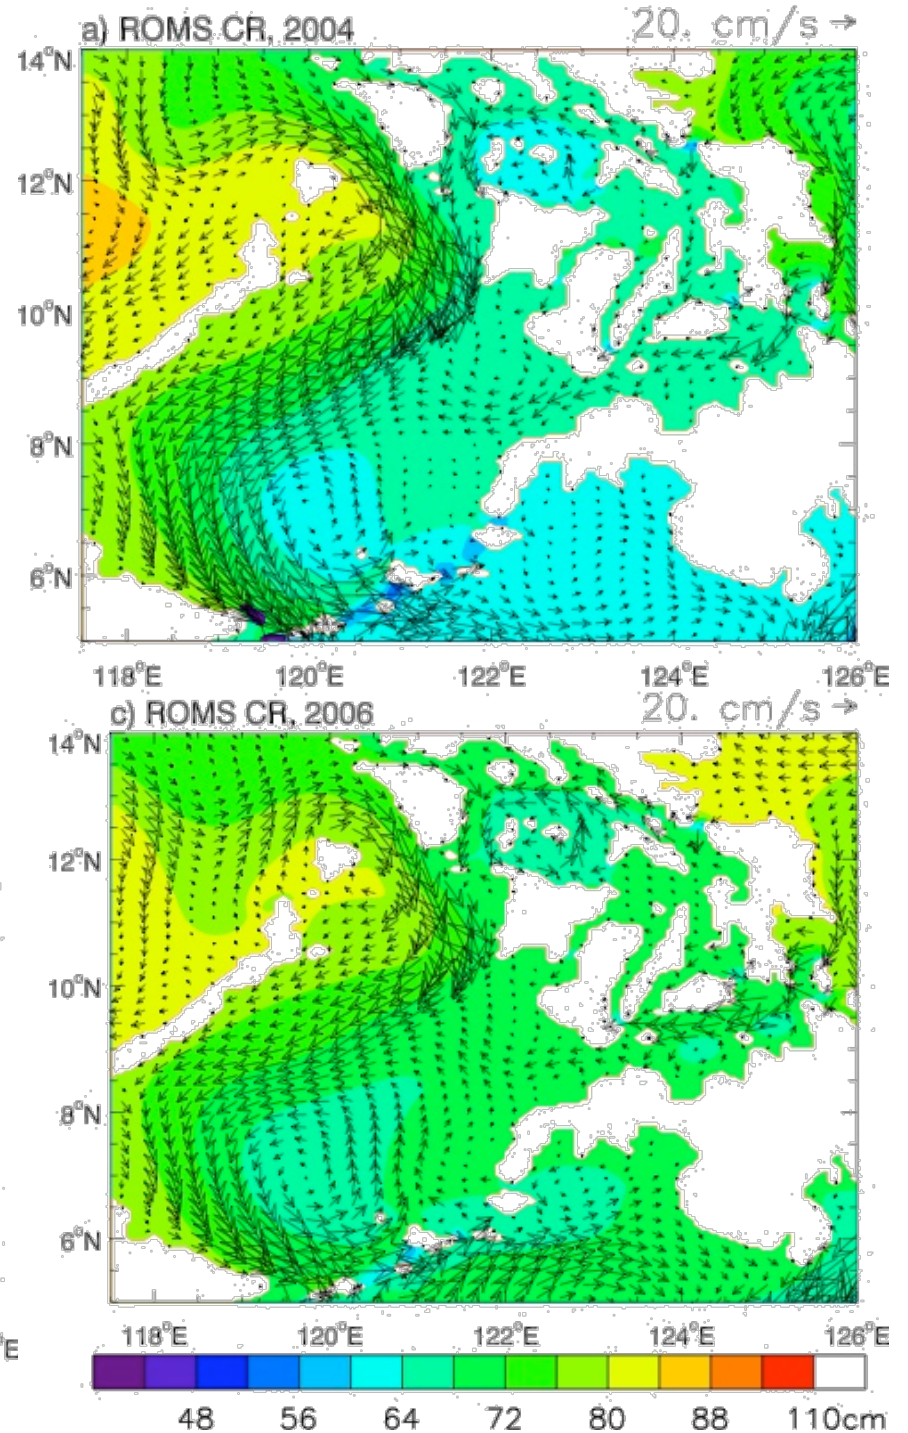 a) ROMS CR, 2004 20. cm/s →
14°N
12°N
10°N
8°N
6°N
118°E 120°E 122°E 124°E 126°E
c) ROMS CR, 2006 20. cm/s →
14°N
12°N
10°N
8°N
6°N
°E 118°E 120°E 122°E 124°E 126°E
48 56 64 72 80 88 110cm